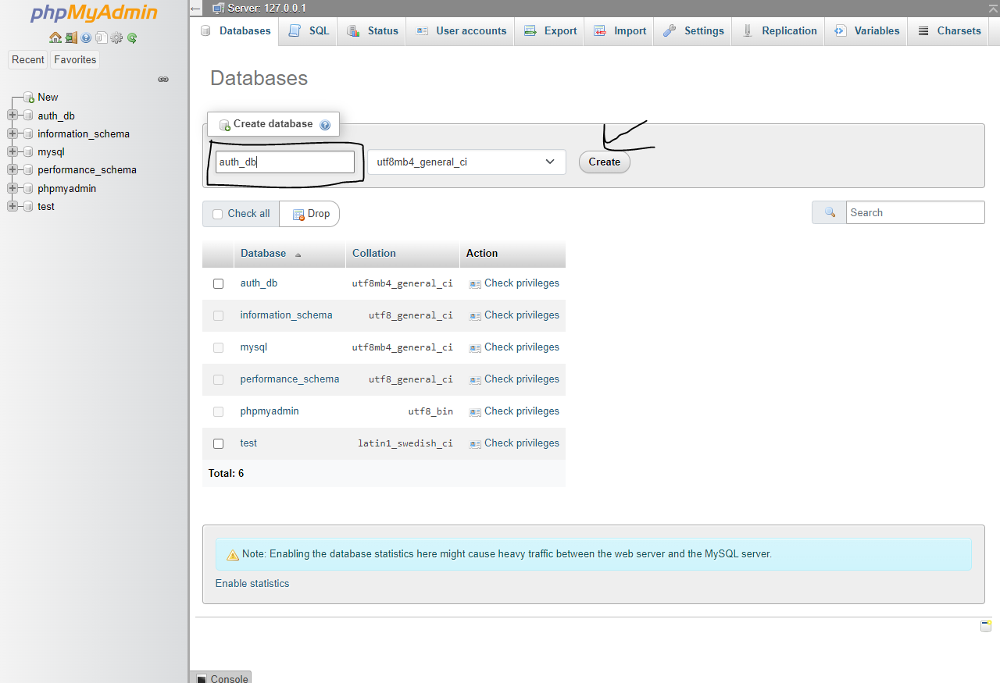 phpMyAdmin
Recent Favorites
New
auth_db
information_schema
mysql
performance_schema
phpmyadmin
test
Server: 127.0.0.1
Databases SQL Status User accounts Export Import Settings Replication Variables Charsets
Databases
Create database
auth_db utf8mb4_general_ci Create
Check all Drop Search
Database Collation Action
auth_db utf8mb4_general_ci Check privileges
information_schema utf8_general_ci Check privileges
mysql utf8mb4_general_ci Check privileges
performance_schema utf8_general_ci Check privileges
phpmyadmin utf8_bin Check privileges
test latin1_swedish_ci Check privileges
Total: 6
Note: Enabling the database statistics here might cause heavy traffic between the web server and the MySQL server.
Enable statistics
Console